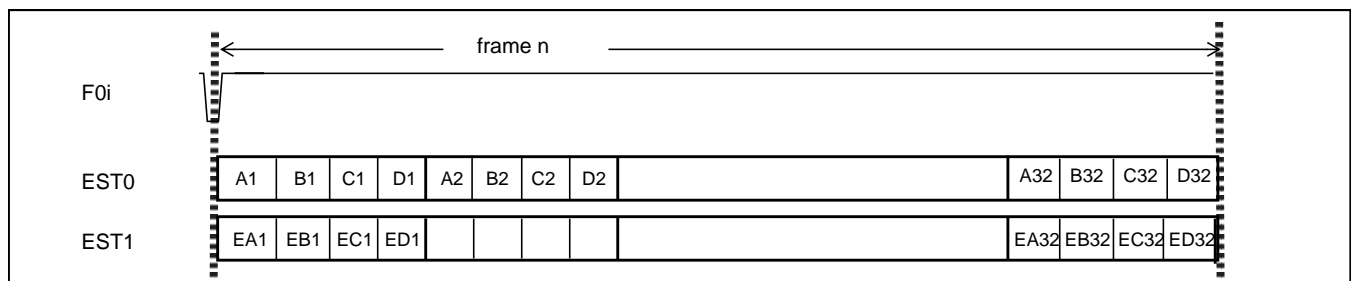 frame n
F0i
EST0 A1 B1 C1 D1 A2 B2 C2 D2 A32 B32 C32 D32
EST1 EA1 EB1 EC1 ED1 EA32 EB32 EC32 ED32